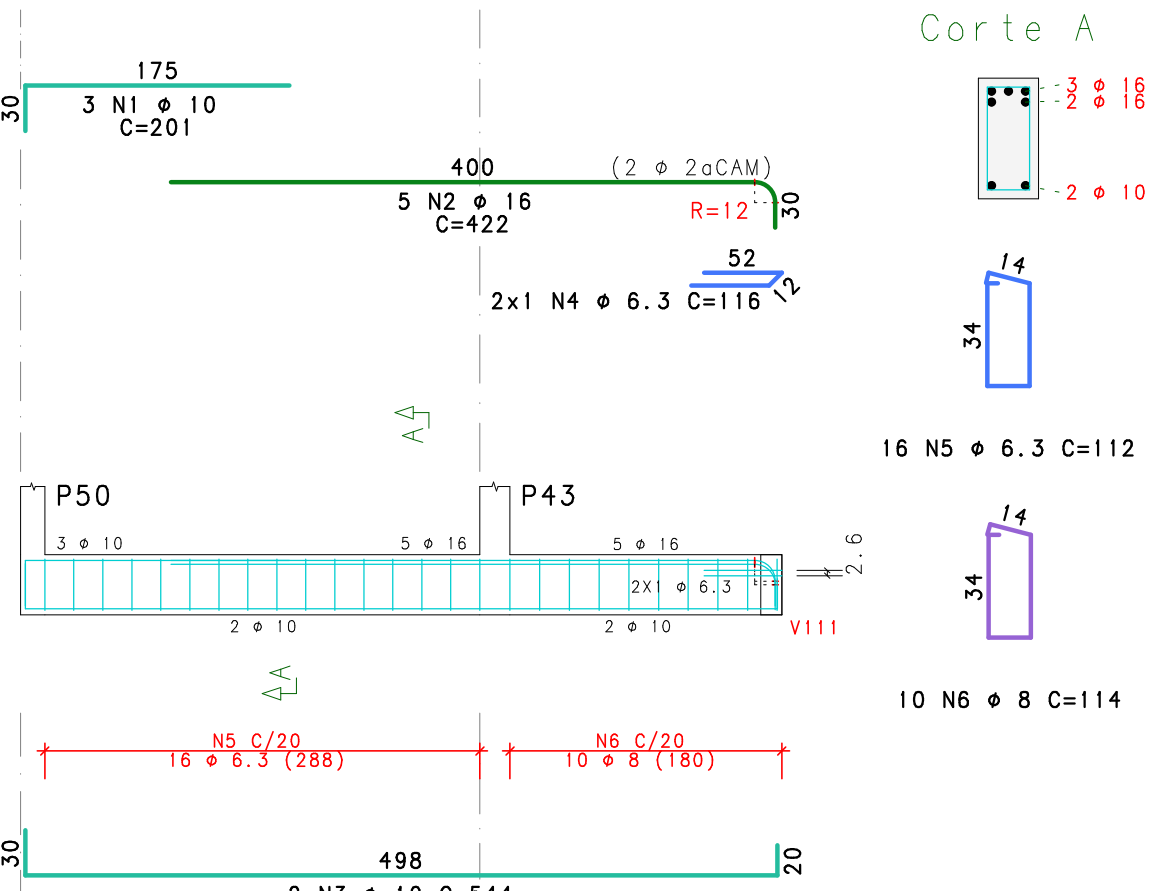 Corte A
175
30
3 N1 ø 10
C=201
3 ø 16
2 ø 16
2 ø 10
400
(2 ø 2aCAM)
5 N2 ø 16
C=422
R=12
30
52
12
2x1 N4 ø 6.3 C=116
14
34
16 N5 ø 6.3 C=112
A
P50
P43
3 ø 10
5 ø 16
5 ø 16
2.6
2X1 ø 6.3
2 ø 10
2 ø 10
V111
14
34
10 N6 ø 8 C=114
A
N5 C/20
16 ø 6.3 (288)
N6 C/20
10 ø 8 (180)
30
498
20